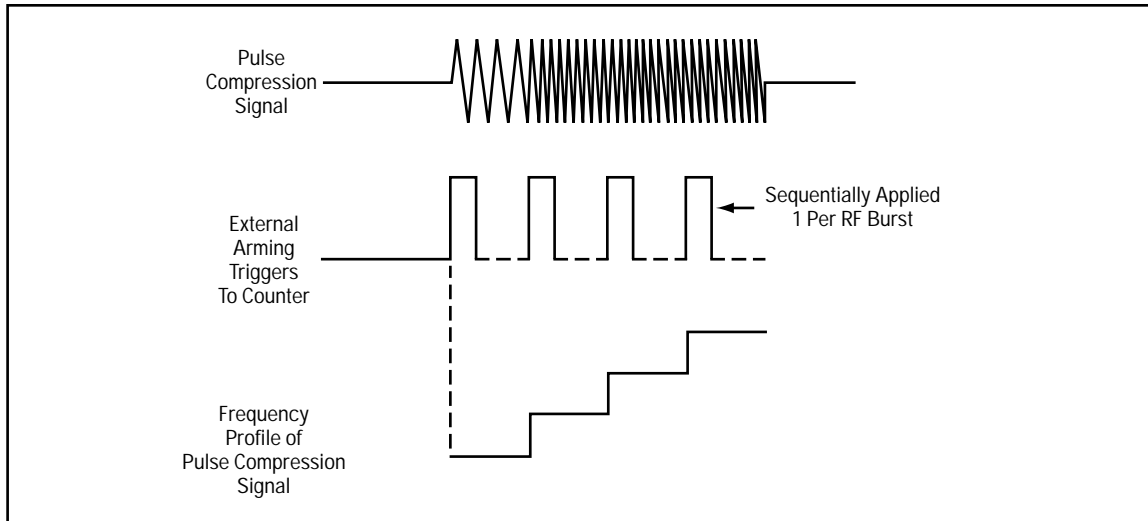 Pulse
Compression
Signal
Sequentially Applied
1 Per RF Burst
External
Arming
Triggers
To Counter
Frequency
Profile of
Pulse Compression
Signal